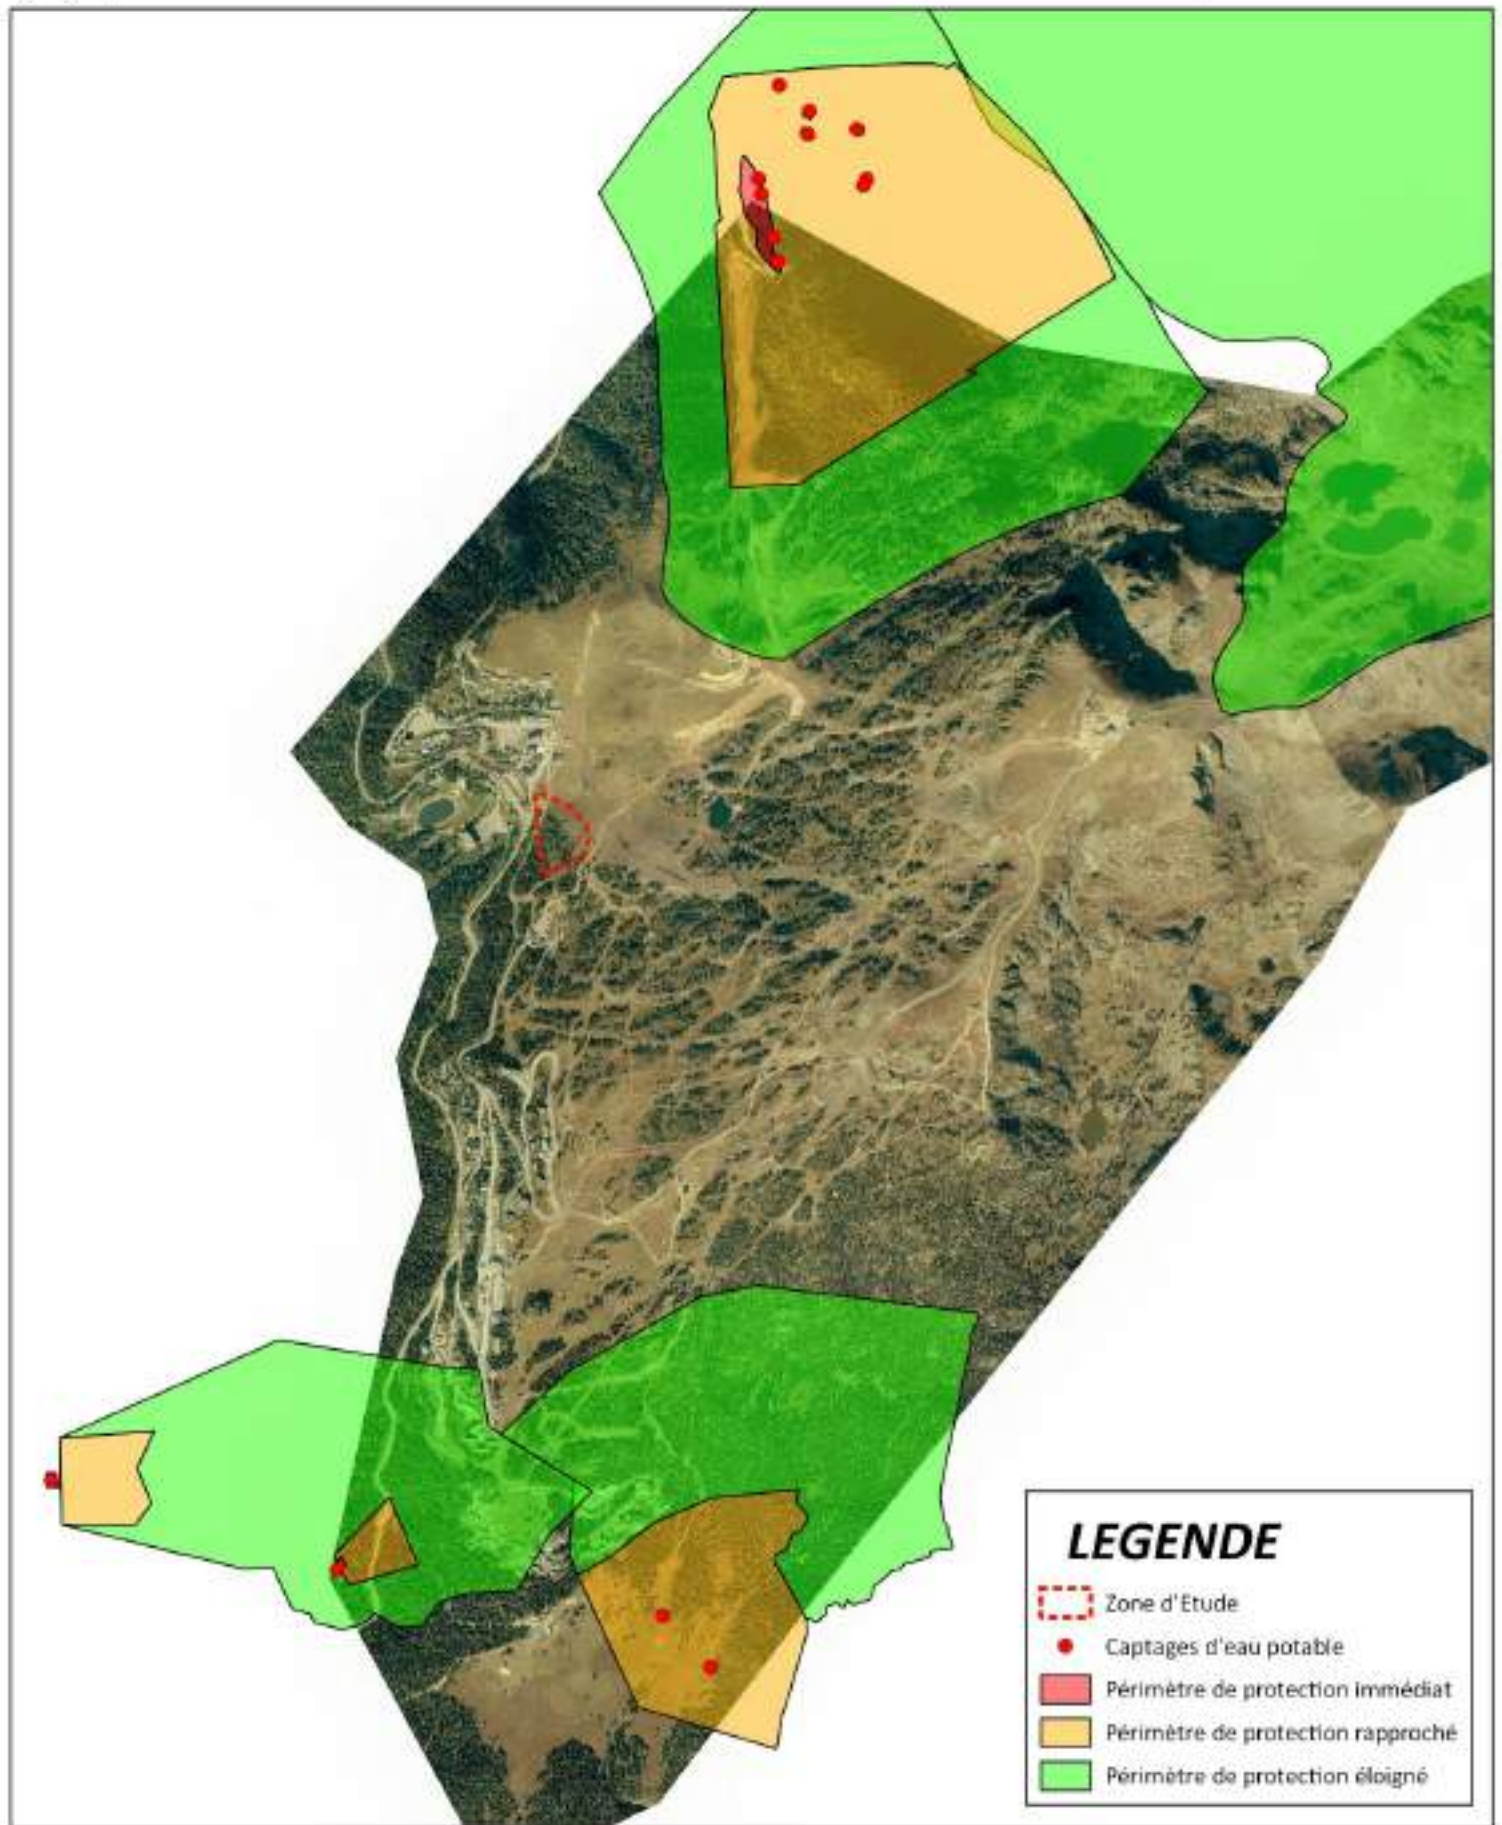 LEGENDE
Zone d'Etude
Captages d'eau potable
Périmètre de protection immédiat
Périmètre de protection rapproché
Périmètre de protection éloigné